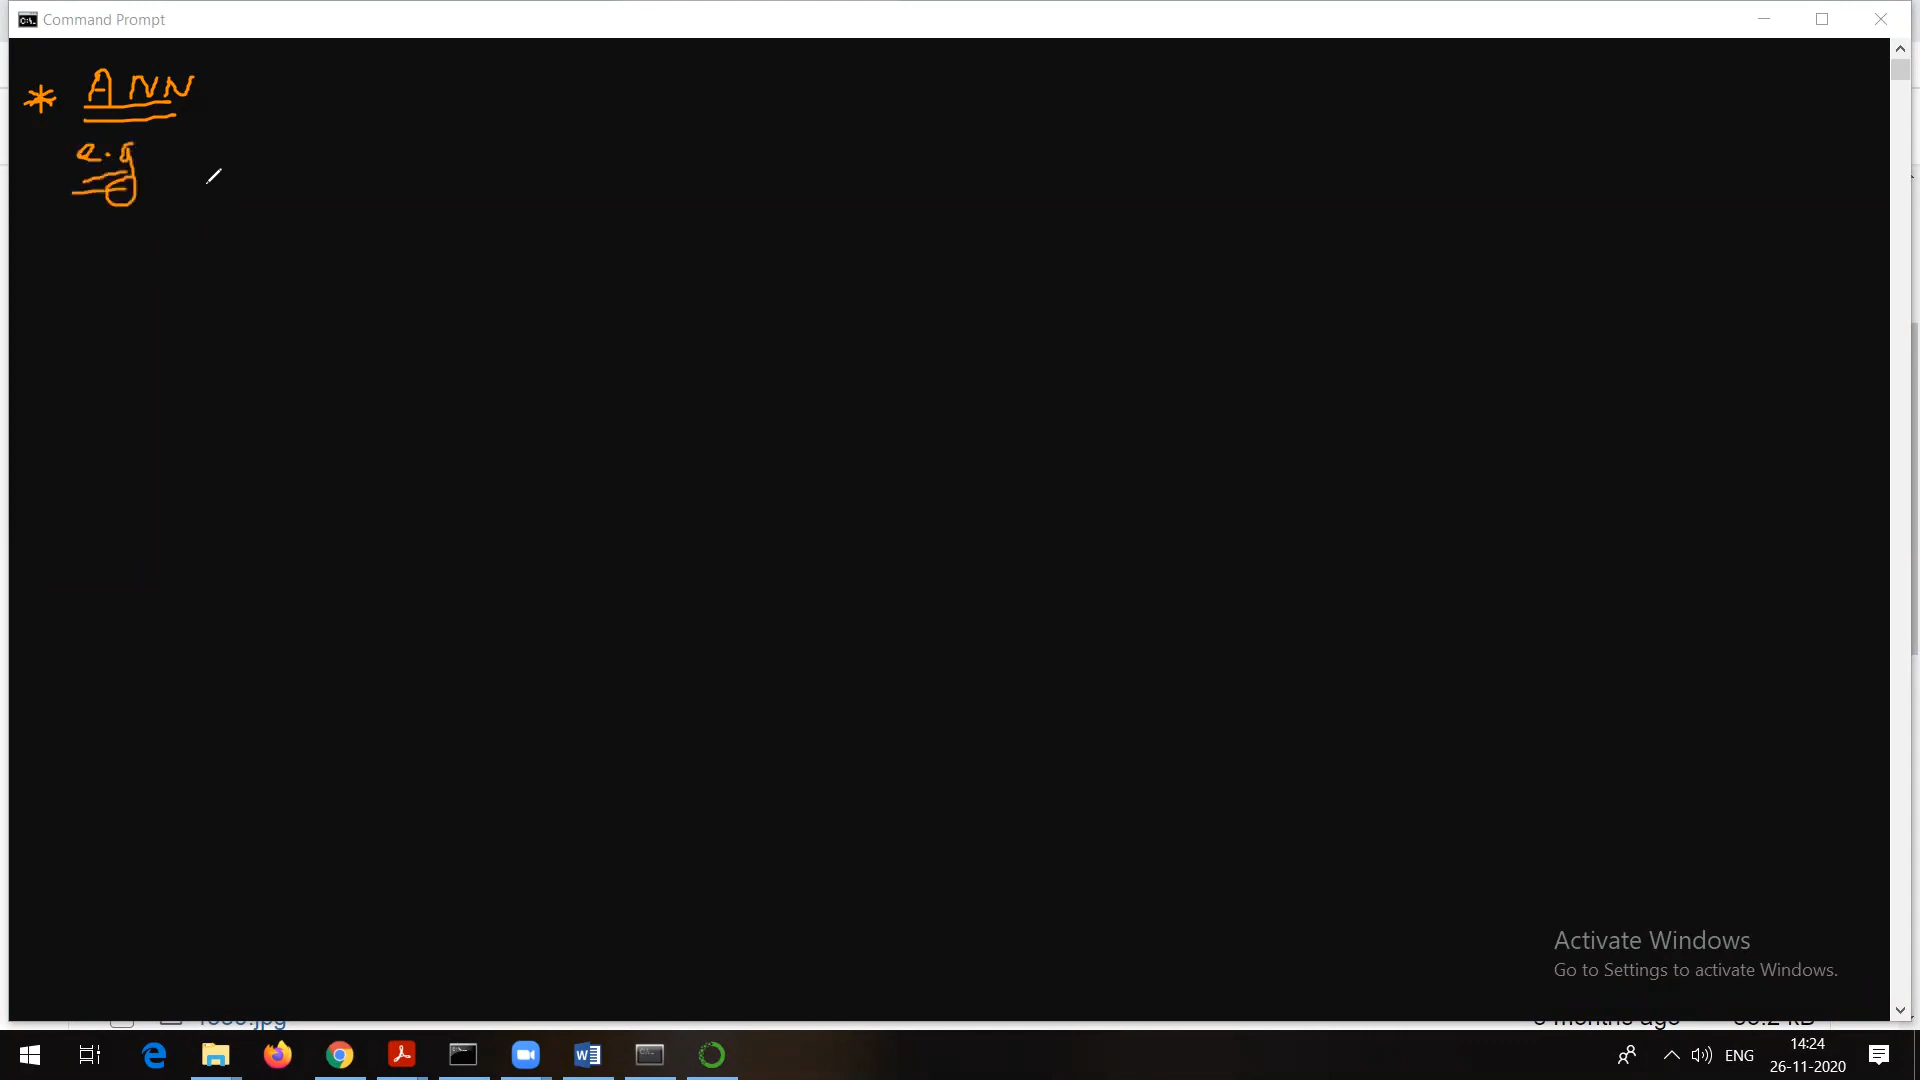 Command Prompt
* ANN
e.g
Activate Windows
Go to Settings to activate Windows.
ENG
14:24
26-11-2020